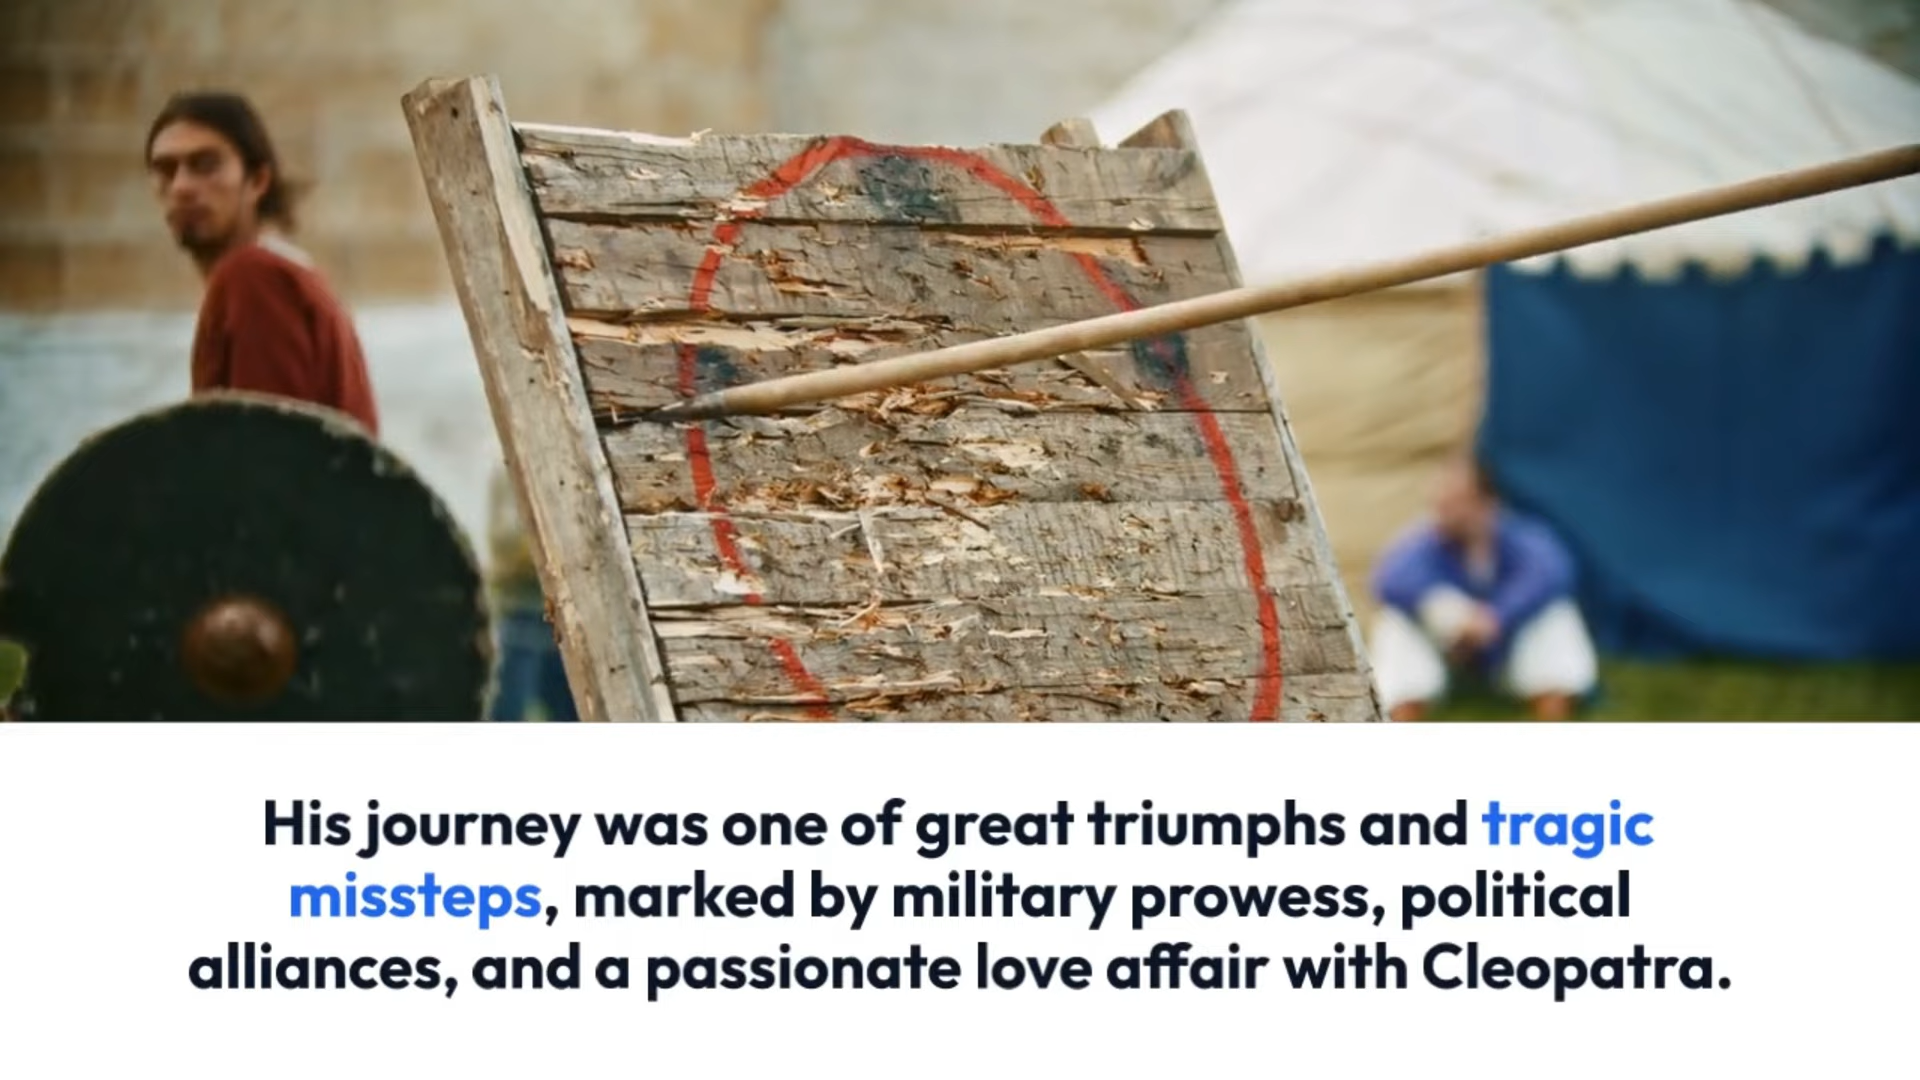 His journey was one of great triumphs and tragic
missteps, marked by military prowess, political
alliances, and a passionate love affair with Cleopatra.